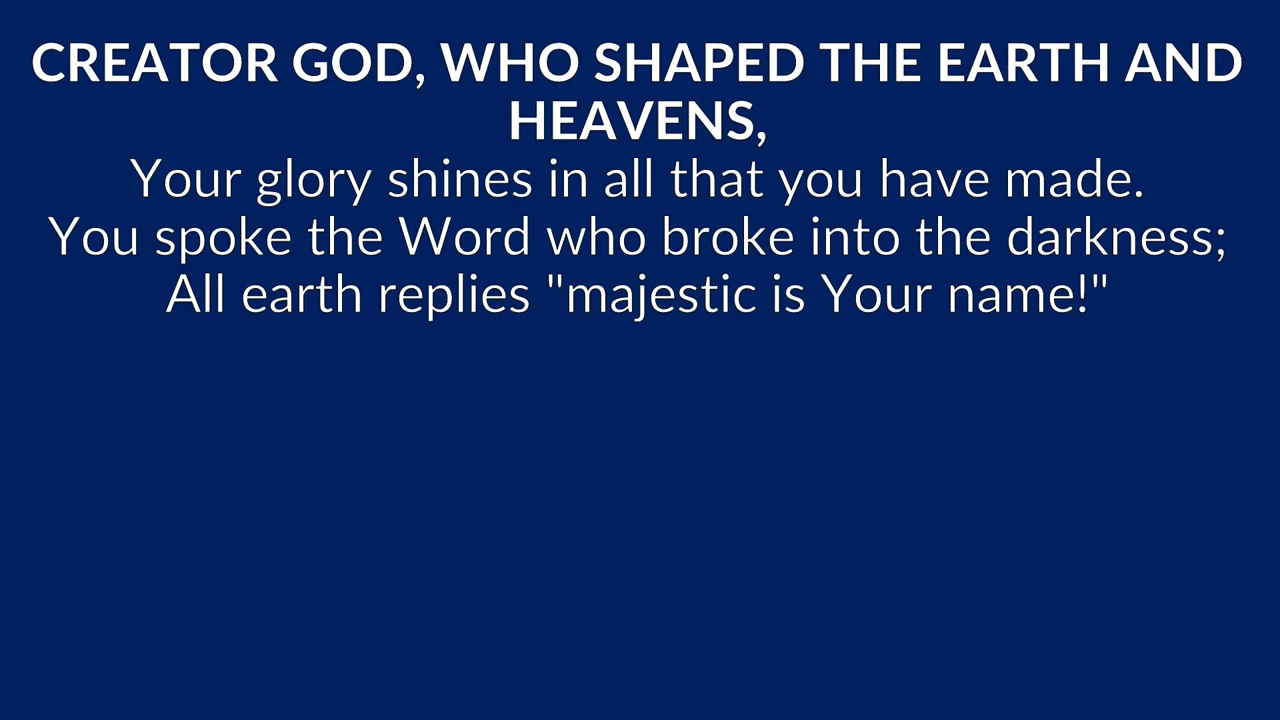 CREATOR GOD, WHO SHAPED THE EARTH AND
HEAVENS,
Your glory shines in all that you have made.
You spoke the Word who broke into the darkness;
All earth replies "majestic is Your name!"